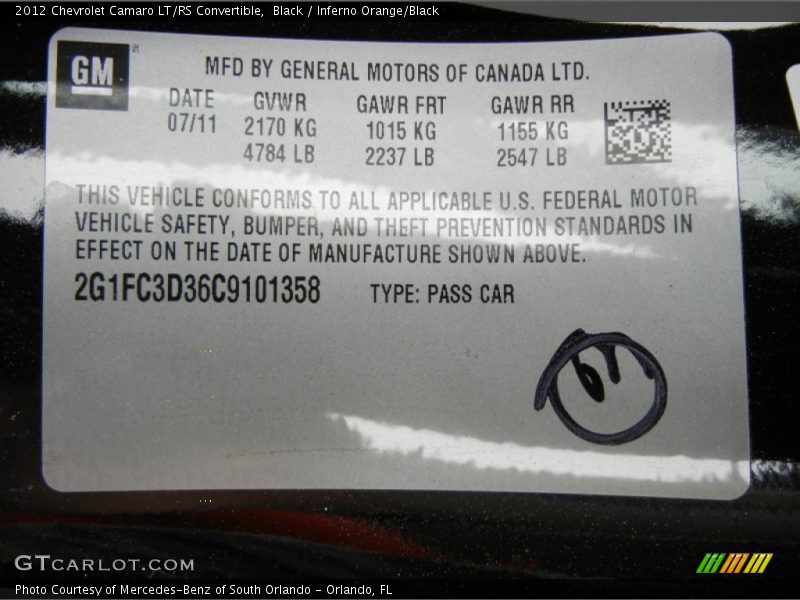 2012 Chevrolet Camaro LT/RS Convertible, Black / Inferno Orange/Black
GM
MFD BY GENERAL MOTORS OF CANADA LTD.
DATE GVWR GAWR FRT GAWR RR
07/11 2170 KG 1015 KG 1155 KG
4784 LB 2237 LB 2547 LB
THIS VEHICLE CONFORMS TO ALL APPLICABLE U.S. FEDERAL MOTOR
VEHICLE SAFETY, BUMPER, AND THEFT PREVENTION STANDARDS IN
EFFECT ON THE DATE OF MANUFACTURE SHOWN ABOVE.
2G1FC3D36C9101358 TYPE: PASS CAR
GTCARLOT.COM
Photo Courtesy of Mercedes-Benz of South Orlando - Orlando, FL